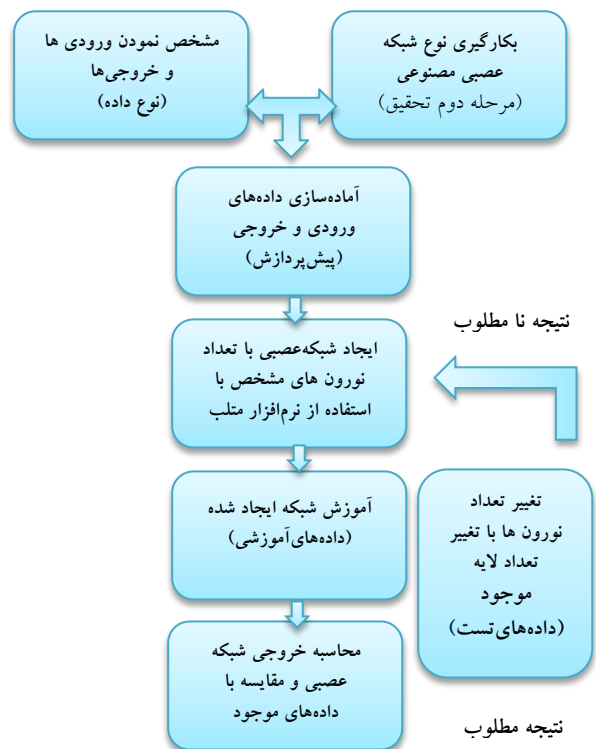 بکارگیری نوع شبکه
عصبی مصنوعی
(مرحله دوم تحقیق)
مشخص نمودن ورودی ها
و خروجی‌ها
(نوع داده)
آماده‌سازی داده‌های
ورودی و خروجی
(پیش‌پردازش)
نتیجه نا مطلوب
ایجاد شبکه‌عصبی با تعداد
نورون های مشخص با
استفاده از نرم‌افزار متلب
آموزش شبکه ایجاد شده
(داده‌های‌آموزشی)
تغییر تعداد
نورون ها با تغییر
تعداد لایه
موجود
(داده‌های‌تست)
محاسبه خروجی شبکه
عصبی و مقایسه با
داده‌های موجود
نتیجه مطلوب